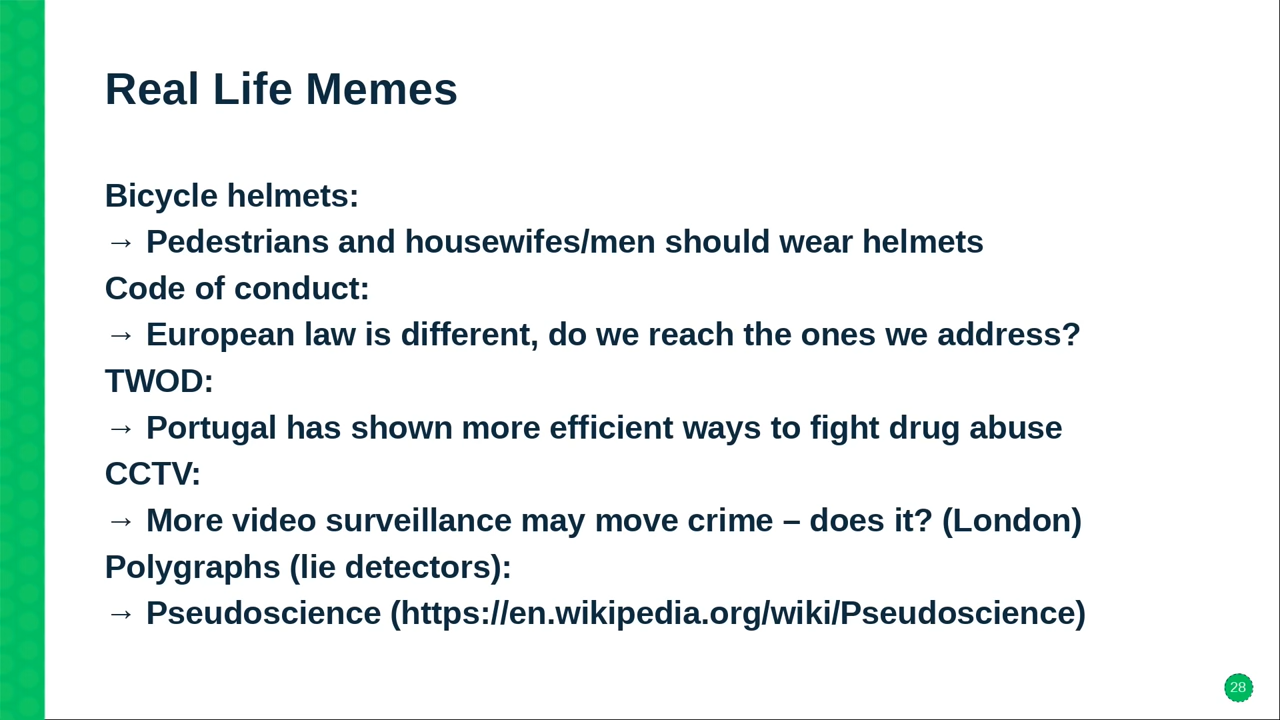 Real Life Memes
Bicycle helmets:
→ Pedestrians and housewifes/men should wear helmets
Code of conduct:
→ European law is different, do we reach the ones we address?
TWOD:
→ Portugal has shown more efficient ways to fight drug abuse
CCTV:
→ More video surveillance may move crime – does it? (London)
Polygraphs (lie detectors):
→ Pseudoscience (https://en.wikipedia.org/wiki/Pseudoscience)
28